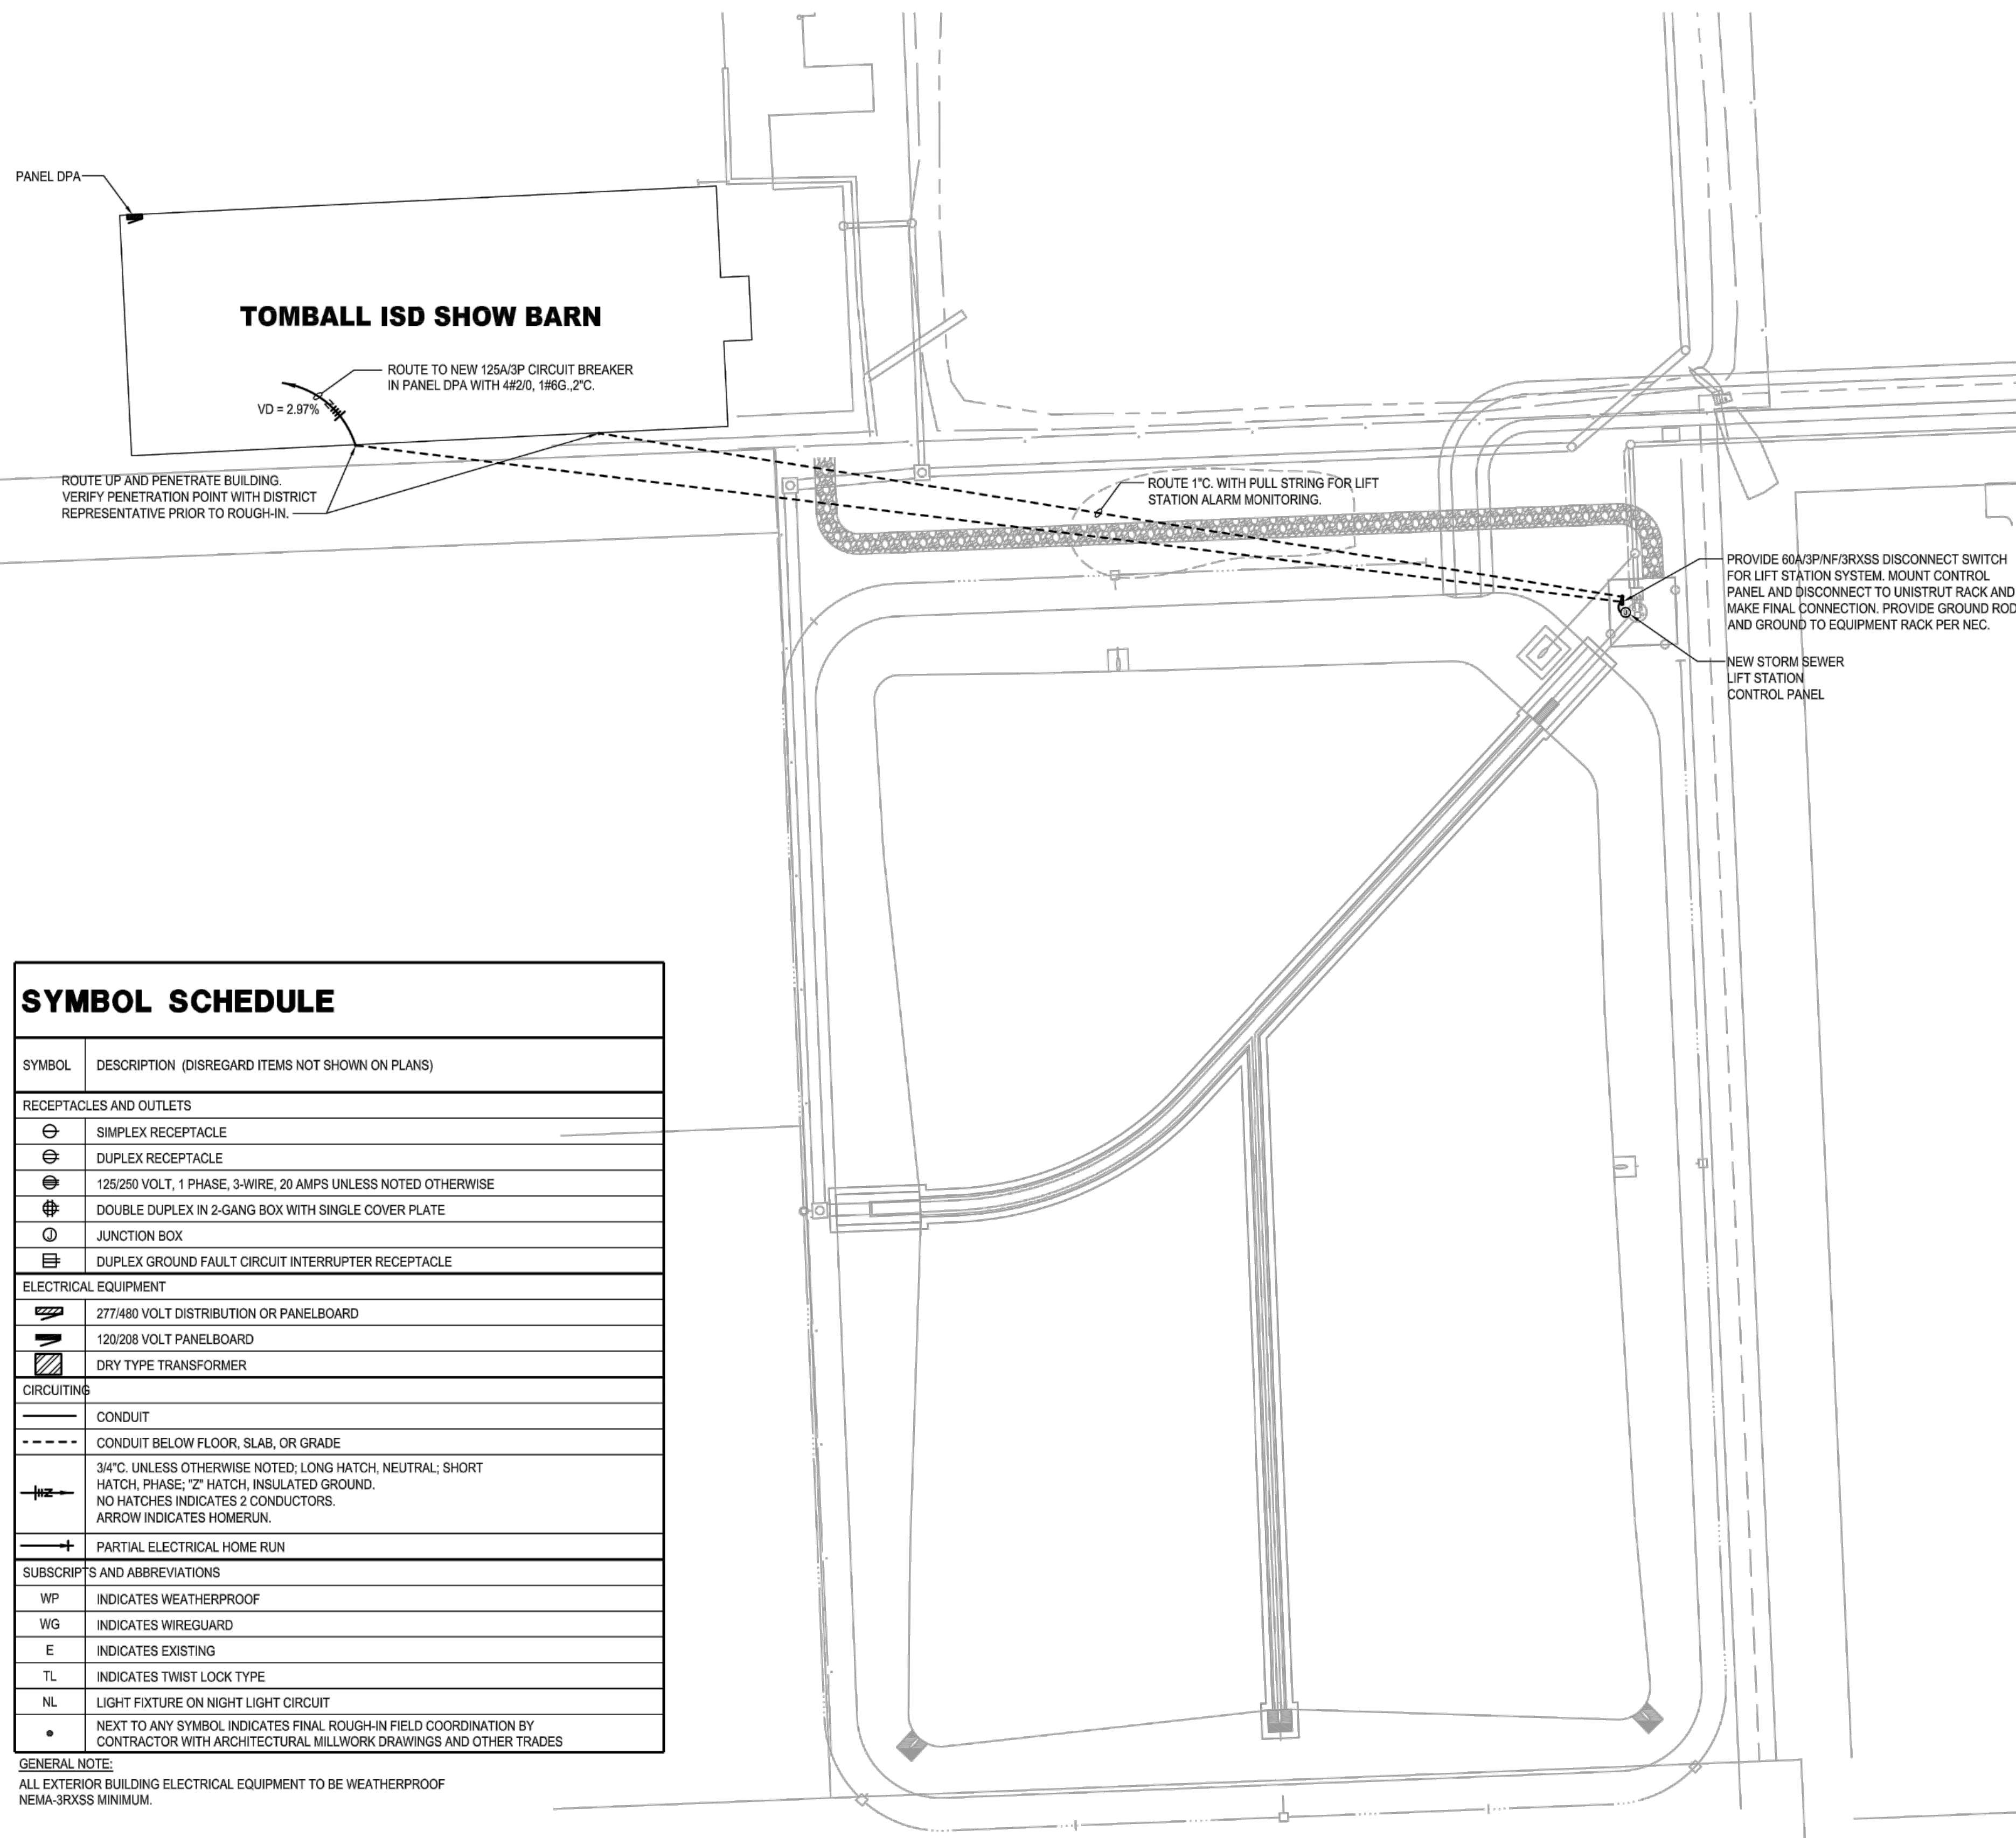 PANEL DPA
TOMBALL ISD SHOW BARN
ROUTE TO NEW 125A/3P CIRCUIT BREAKER
IN PANEL DPA WITH 4#2/0, 1#6G.,2"C.
VD = 2.97%
ROUTE UP AND PENETRATE BUILDING.
VERIFY PENETRATION POINT WITH DISTRICT
REPRESENTATIVE PRIOR TO ROUGH-IN.
ROUTE 1"C. WITH PULL STRING FOR LIFT
STATION ALARM MONITORING.
PROVIDE 60A/3P/NF/3RXSS DISCONNECT SWITCH
FOR LIFT STATION SYSTEM. MOUNT CONTROL
PANEL AND DISCONNECT TO UNISTRUT RACK AND
MAKE FINAL CONNECTION. PROVIDE GROUND ROD
AND GROUND TO EQUIPMENT RACK PER NEC.
J
NEW STORM SEWER
LIFT STATION
CONTROL PANEL
SYMBOL SCHEDULE
SYMBOL DESCRIPTION (DISREGARD ITEMS NOT SHOWN ON PLANS)
RECEPTACLES AND OUTLETS
SIMPLEX RECEPTACLE
DUPLEX RECEPTACLE
125/250 VOLT, 1 PHASE, 3-WIRE, 20 AMPS UNLESS NOTED OTHERWISE
DOUBLE DUPLEX IN 2-GANG BOX WITH SINGLE COVER PLATE
J JUNCTION BOX
DUPLEX GROUND FAULT CIRCUIT INTERRUPTER RECEPTACLE
ELECTRICAL EQUIPMENT
277/480 VOLT DISTRIBUTION OR PANELBOARD
120/208 VOLT PANELBOARD
DRY TYPE TRANSFORMER
CIRCUITING
CONDUIT
CONDUIT BELOW FLOOR, SLAB, OR GRADE
3/4"C. UNLESS OTHERWISE NOTED; LONG HATCH, NEUTRAL; SHORT
HATCH, PHASE; "Z" HATCH, INSULATED GROUND.
NO HATCHES INDICATES 2 CONDUCTORS.
ARROW INDICATES HOMERUN.
PARTIAL ELECTRICAL HOME RUN
SUBSCRIPTS AND ABBREVIATIONS
WP INDICATES WEATHERPROOF
WG INDICATES WIREGUARD
E INDICATES EXISTING
TL INDICATES TWIST LOCK TYPE
NL LIGHT FIXTURE ON NIGHT LIGHT CIRCUIT
NEXT TO ANY SYMBOL INDICATES FINAL ROUGH-IN FIELD COORDINATION BY
CONTRACTOR WITH ARCHITECTURAL MILLWORK DRAWINGS AND OTHER TRADES
GENERAL NOTE:
ALL EXTERIOR BUILDING ELECTRICAL EQUIPMENT TO BE WEATHERPROOF
NEMA-3RXSS MINIMUM.